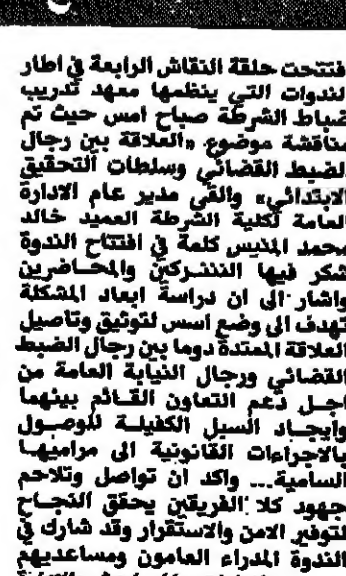 فتتحت حلقة النقاش الرابعة في اطار
لندوات التي ينظمها معهد تدريب
ضباط الشرطة صباح امس حيث تم
مناقشة موضوع «العلاقة بين رجال
لضبط القضائي وسلطات التحقيق
الابتدائي» والقى مدير عام الادارة
العامة لكلية الشرطة العميد خالد
محمد المذيس كلمة في افتتاح الندوة
شكر فيها المشتركين والمحاضرين
واشار الى ان دراسة ابعاد المشكلة
تهدف الى وضع اسس لتوثيق وتاصيل
العلاقة الممتدة دوما بين رجال الضبط
القضائي ورجال النيابة العامة من
اجل دعم التعاون القائم بينهما
وايجاد السبل الكفيلة للوصول
بالاجراءات القانونية الى مراميها
السامية... واكد ان تواصل وتلاحم
جهود كلا الفريقين يحقق النجاح
لتوفير الامن والاستقرار وقد شارك في
الندوة المدراء العامون ومساعديهم